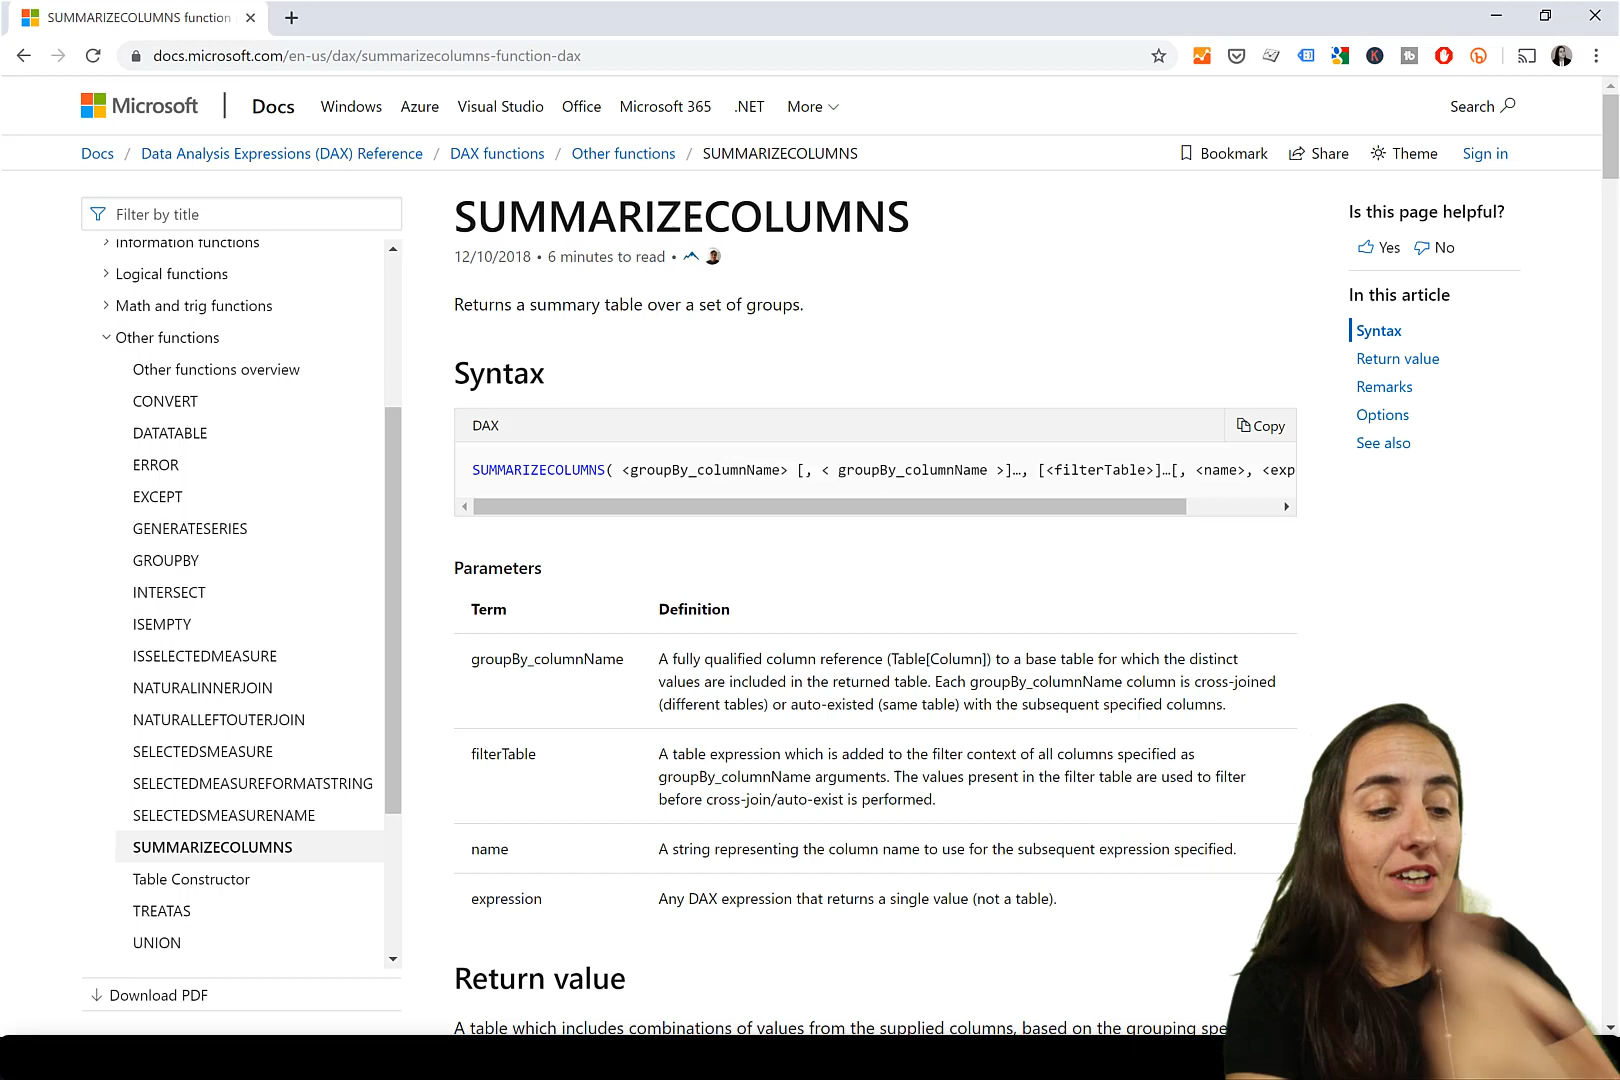 SUMMARIZECOLUMNS function
docs.microsoft.com/en-us/dax/summarizecolumns-function-dax
Microsoft | Docs Windows Azure Visual Studio Office Microsoft 365 .NET More Search
Docs / Data Analysis Expressions (DAX) Reference / DAX functions / Other functions / SUMMARIZECOLUMNS
Bookmark Share Theme Sign in
Filter by title
Information functions
Logical functions
Math and trig functions
Other functions
Other functions overview
CONVERT
DATATABLE
ERROR
EXCEPT
GENERATESERIES
GROUPBY
INTERSECT
ISEMPTY
ISSELECTEDMEASURE
NATURALINNERJOIN
NATURALLEFTOUTERJOIN
SELECTEDSMEASURE
SELECTEDMEASUREFORMATSTRING
SELECTEDSMEASURENAME
SUMMARIZECOLUMNS
Table Constructor
TREATAS
UNION
Download PDF
SUMMARIZECOLUMNS
12/10/2018 • 6 minutes to read •
Returns a summary table over a set of groups.
Syntax
DAX
Copy
SUMMARIZECOLUMNS( <groupBy_columnName> [, < groupBy_columnName >]…, [<filterTable>]…[, <name>, <exp
Parameters
Term Definition
groupBy_columnName A fully qualified column reference (Table[Column]) to a base table for which the distinct
values are included in the returned table. Each groupBy_columnName column is cross-joined
(different tables) or auto-existed (same table) with the subsequent specified columns.
filterTable A table expression which is added to the filter context of all columns specified as
groupBy_columnName arguments. The values present in the filter table are used to filter
before cross-join/auto-exist is performed.
name A string representing the column name to use for the subsequent expression specified.
expression Any DAX expression that returns a single value (not a table).
Return value
A table which includes combinations of values from the supplied columns, based on the grouping spe
Is this page helpful?
Yes No
In this article
Syntax
Return value
Remarks
Options
See also